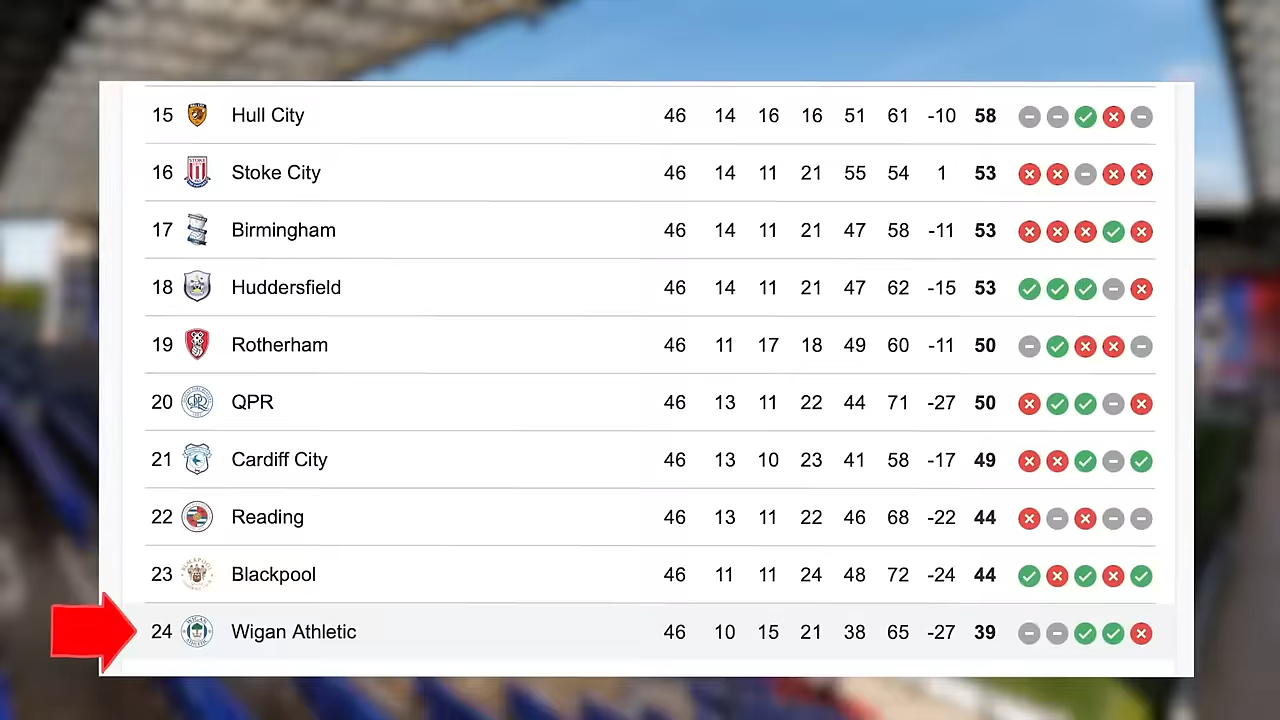 15 Hull City 46 14 16 16 51 61 -10 58
16 Stoke City 46 14 11 21 55 54 1 53
17 Birmingham 46 14 11 21 47 58 -11 53
18 Huddersfield 46 14 11 21 47 62 -15 53
19 Rotherham 46 11 17 18 49 60 -11 50
20 QPR 46 13 11 22 44 71 -27 50
21 Cardiff City 46 13 10 23 41 58 -17 49
22 Reading 46 13 11 22 46 68 -22 44
23 Blackpool 46 11 11 24 48 72 -24 44
24 Wigan Athletic 46 10 15 21 38 65 -27 39